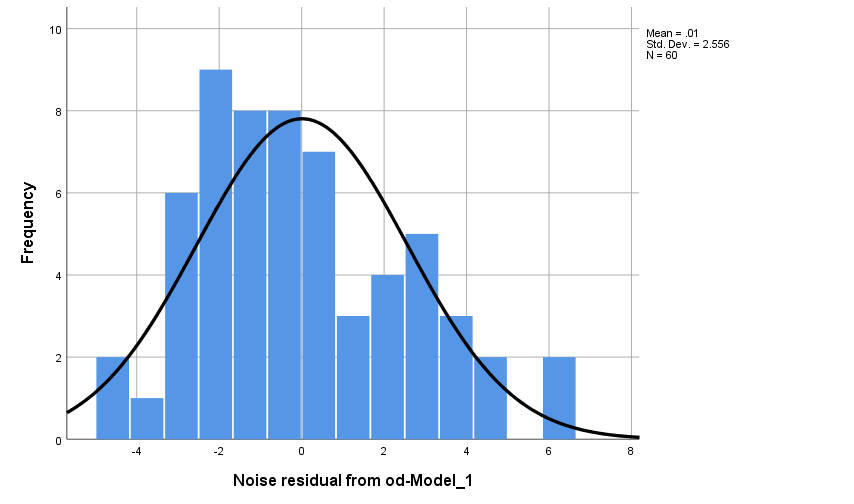 Mean = .01
Std. Dev. = 2.556
N = 60
10
8
6
4
2
0
Frequency
-4
-2
0
2
4
6
8
Noise residual from od-Model_1